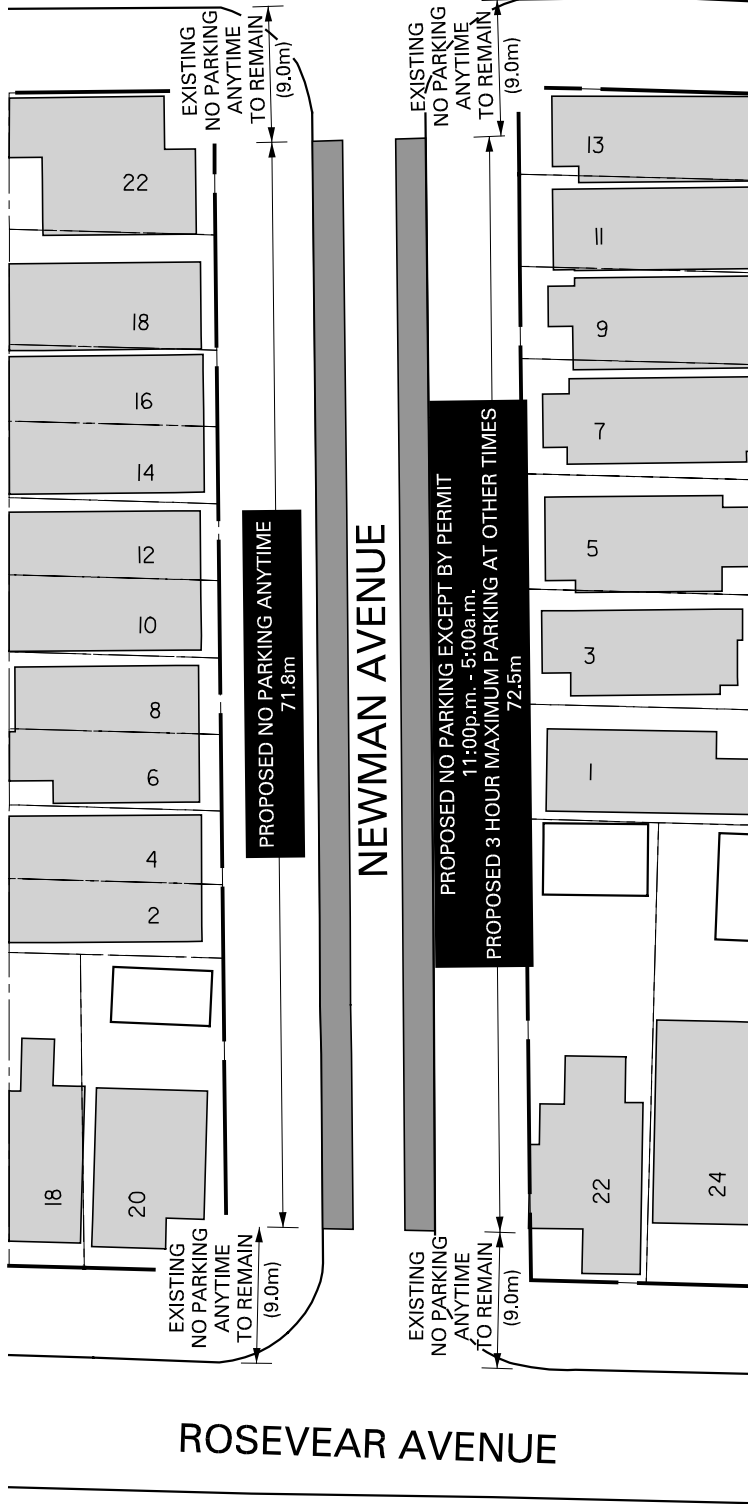 EXISTING
NO PARKING
ANYTIME
TO REMAIN
(9.0m)
EXISTING
NO PARKING
ANYTIME
TO REMAIN
(9.0m)
22
18
16
14
12
10
8
6
4
2
18
20
PROPOSED NO PARKING ANYTIME
71.8m
NEWMAN AVENUE
PROPOSED NO PARKING EXCEPT BY PERMIT
11:00p.m. - 5:00a.m.
PROPOSED 3 HOUR MAXIMUM PARKING AT OTHER TIMES
72.5m
13
11
9
7
5
3
1
22
24
EXISTING
NO PARKING
ANYTIME
TO REMAIN
(9.0m)
EXISTING
NO PARKING
ANYTIME
TO REMAIN
(9.0m)
ROSEVEAR AVENUE